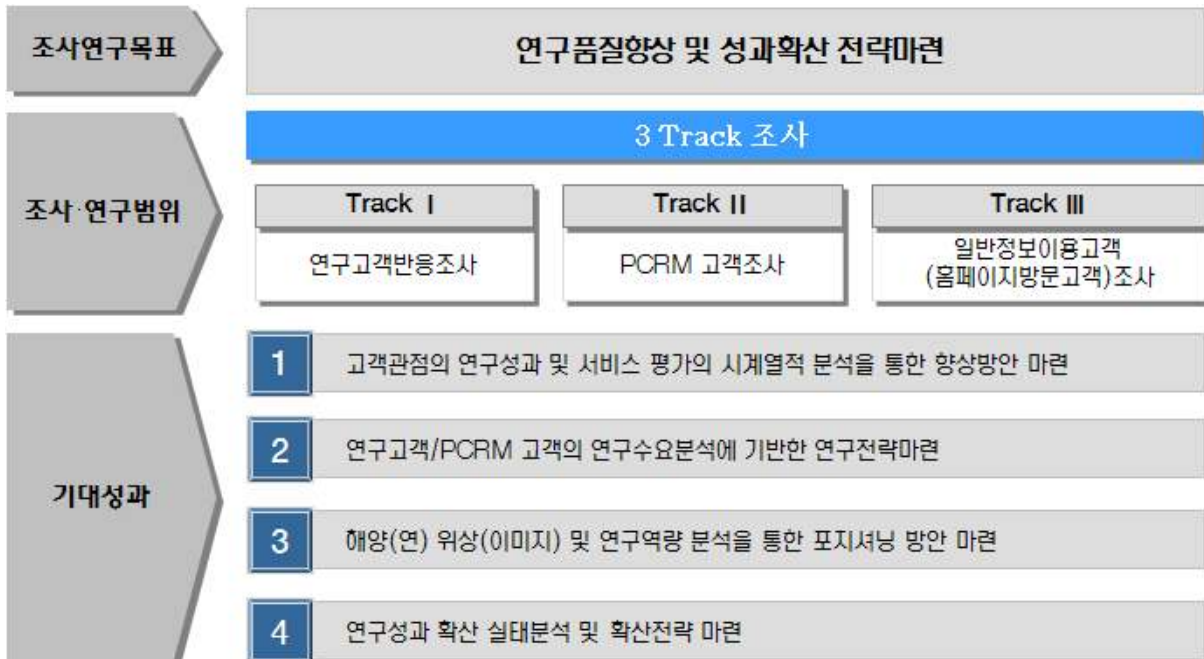 조사연구목표
연구품질향상 및 성과확산 전략마련
3 Track 조사
조사·연구범위
Track Ⅰ
Track Ⅱ
Track Ⅲ
연구고객반응조사
PCRM 고객조사
일반정보이용고객
(홈페이지방문고객)조사
기대성과
1 고객관점의 연구성과 및 서비스 평가의 시계열적 분석을 통한 향상방안 마련
2 연구고객/PCRM 고객의 연구수요분석에 기반한 연구전략마련
3 해양(연) 위상(이미지) 및 연구역량 분석을 통한 포지셔닝 방안 마련
4 연구성과 확산 실태분석 및 확산전략 마련